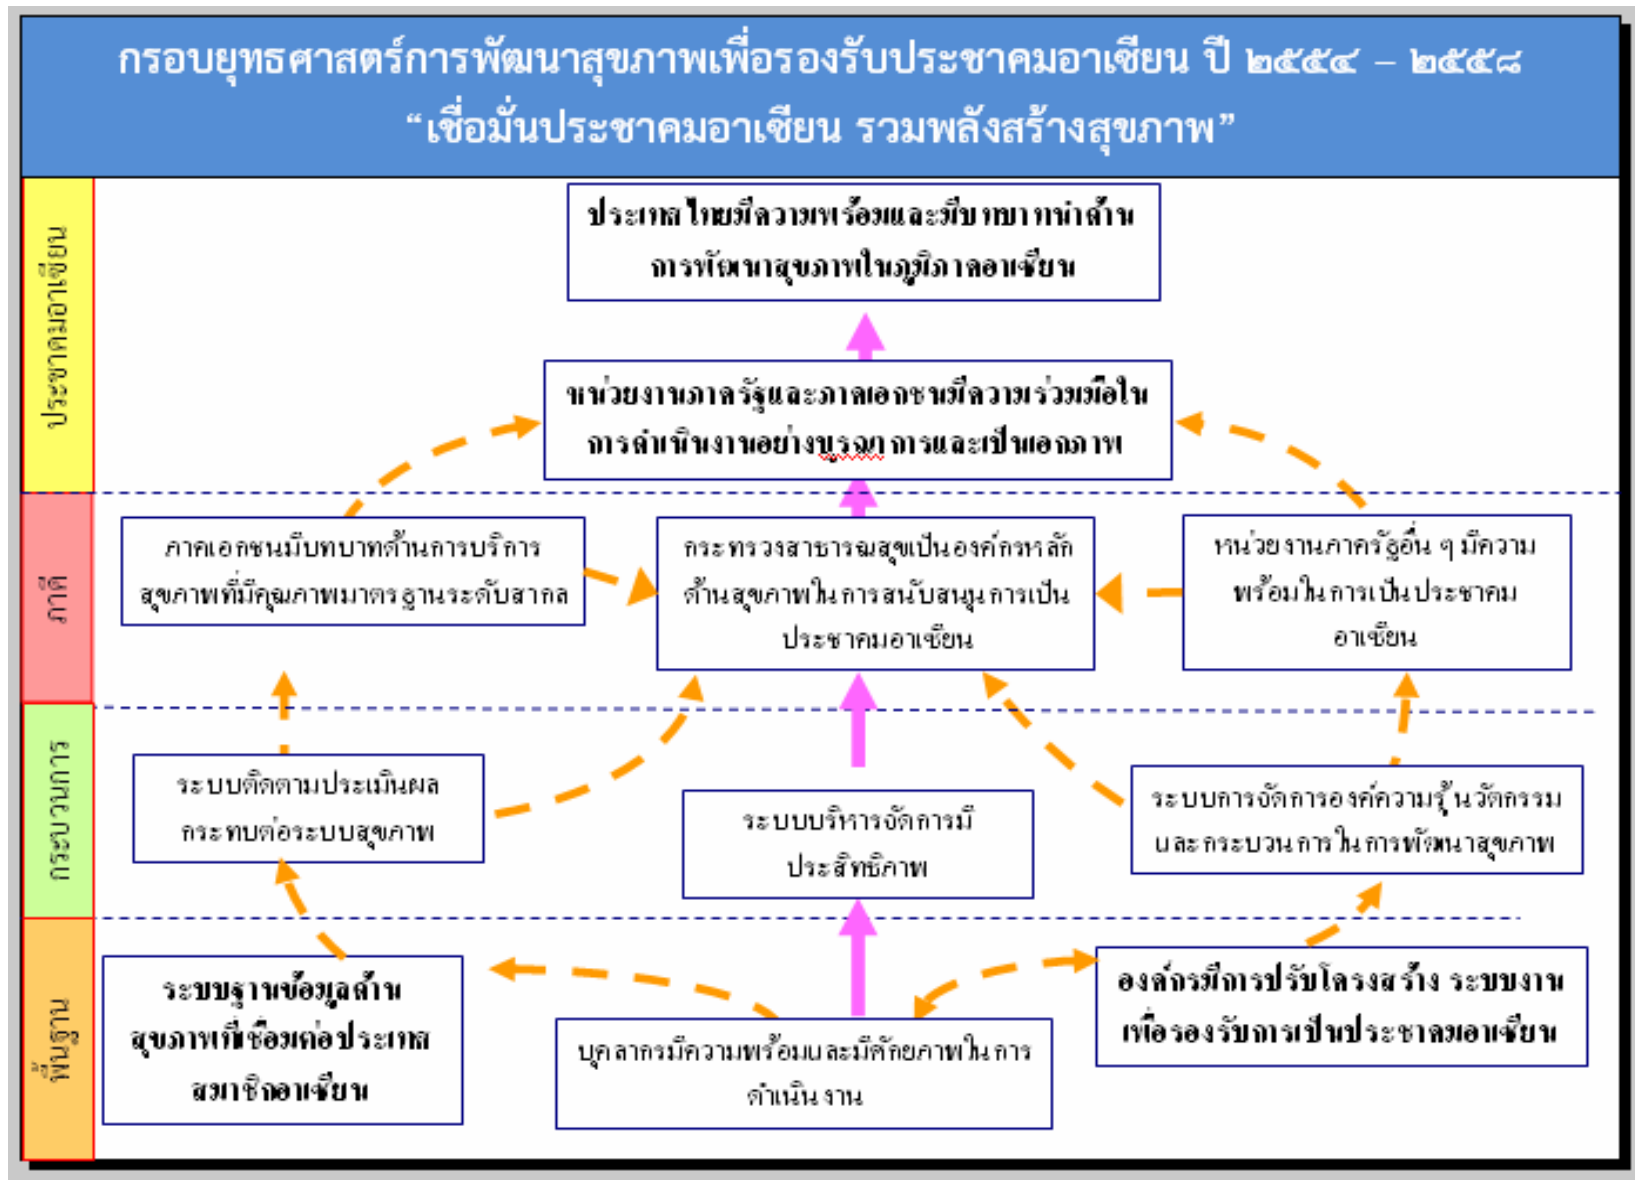 กรอบยุทธศาสตร์การพัฒนาสุขภาพเพื่อรองรับประชาคมอาเซียน ปี ๒๕๕๔ – ๒๕๕๘
“เชื่อมั่นประชาคมอาเซียน รวมพลังสร้างสุขภาพ”
ประชาคมอาเซียน
ประเทศไทยมีความพร้อมและมีบทบาทนำด้าน
การพัฒนาสุขภาพในภูมิภาคอาเซียน
หน่วยงานภาครัฐและภาคเอกชนมีความร่วมมือใน
การดำเนินงานอย่างบูรณาการและเป็นเอกภาพ
ภาคี
ภาคเอกชนมีบทบาทด้านการบริการ
สุขภาพที่มีคุณภาพมาตรฐานระดับสากล
กระทรวงสาธารณสุขเป็นองค์กรหลัก
ด้านสุขภาพในการสนับสนุนการเป็น
ประชาคมอาเซียน
หน่วยงานภาครัฐอื่น ๆ มีความ
พร้อมในการเป็นประชาคม
อาเซียน
กระบวนการ
ระบบติดตามประเมินผล
กระทบต่อระบบสุขภาพ
ระบบบริหารจัดการมี
ประสิทธิภาพ
ระบบการจัดการองค์ความรู้ นวัตกรรม
และกระบวนการในการพัฒนาสุขภาพ
พื้นฐาน
ระบบฐานข้อมูลด้าน
สุขภาพที่เชื่อมต่อประเทศ
สมาชิกอาเซียน
บุคลากรมีความพร้อมและมีศักยภาพในการ
ดำเนินงาน
องค์กรมีการปรับโครงสร้าง ระบบงาน
เพื่อรองรับการเป็นประชาคมอาเซียน